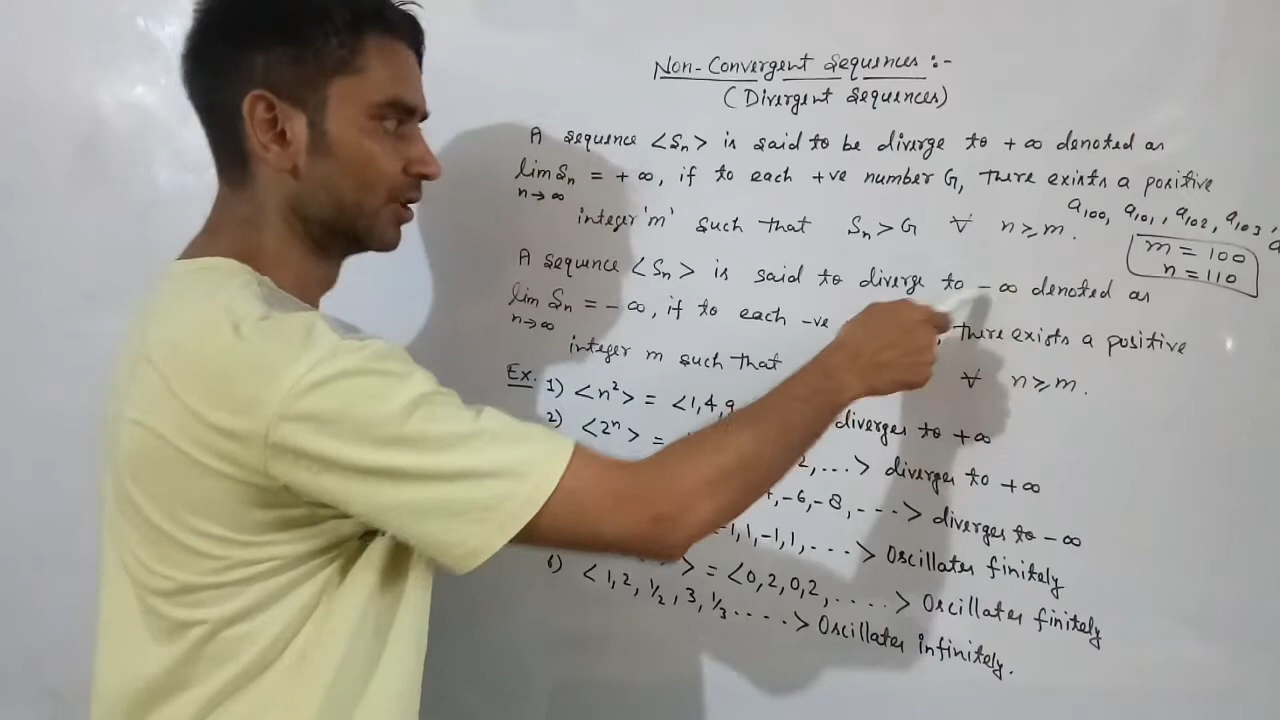 Non-Convergent Sequences :-
(Divergent Sequences)
A sequence <Sn> is said to be diverge to +∞ denoted as
lim Sn = +∞, if to each +ve number G, there exists a positive
n→∞
integer 'm' such that Sn > G ∀ n ≥ m.
a100, a101, a102, a103,
m = 100
n = 110
A sequence <Sn> is said to diverge to -∞ denoted as
lim Sn = -∞, if to each -ve , there exists a positive
n→∞
integer m such that ∀ n ≥ m.
Ex. 1) <n²> = <1,4,9 diverges to +∞
2) <2ⁿ> = 2,...> diverges to +∞
-6,-8,...> diverges to -∞
-1,1,-1,1,....> Oscillates finitely
> = <0,2,0,2,.....> Oscillates finitely
6) <1,2,1/2,3,1/3.....> Oscillates infinitely.